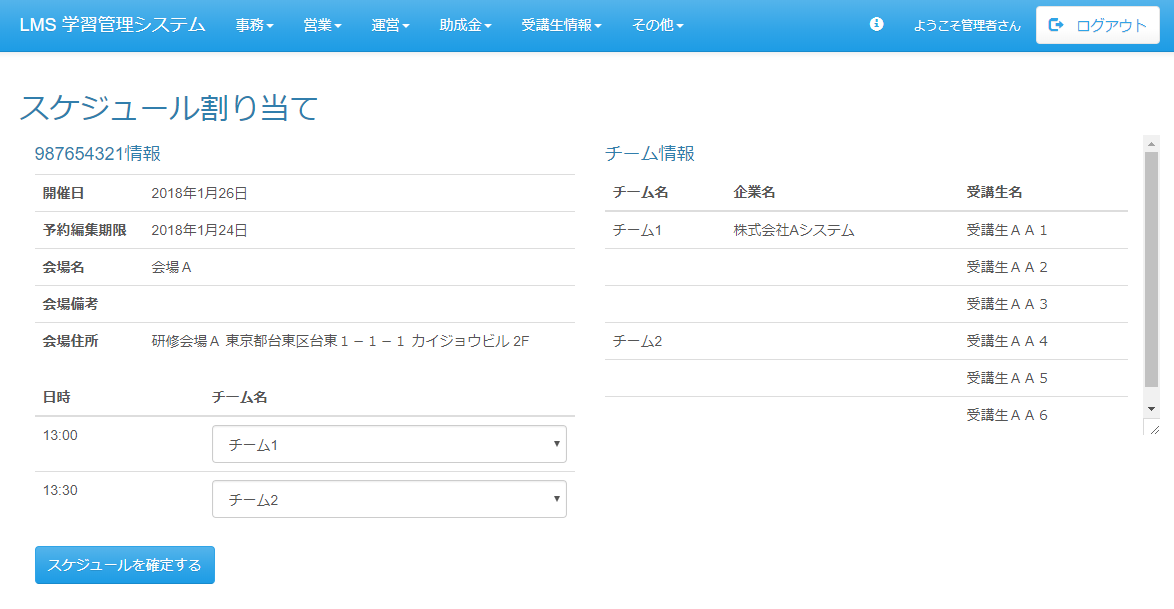 LMS 学習管理システム 事務 営業 運営 助成金 受講生情報 その他 ようこそ管理者さん ログアウト
スケジュール割り当て
987654321情報
開催日 2018年1月26日
予約編集期限 2018年1月24日
会場名 会場Ａ
会場備考
会場住所 研修会場Ａ 東京都台東区台東１－１－１ カイジョウビル 2F
日時 チーム名
13:00 チーム1
13:30 チーム2
スケジュールを確定する
チーム情報
チーム名 企業名 受講生名
チーム1 株式会社Aシステム 受講生ＡＡ１
受講生ＡＡ２
受講生ＡＡ３
チーム2 受講生ＡＡ４
受講生ＡＡ５
受講生ＡＡ６